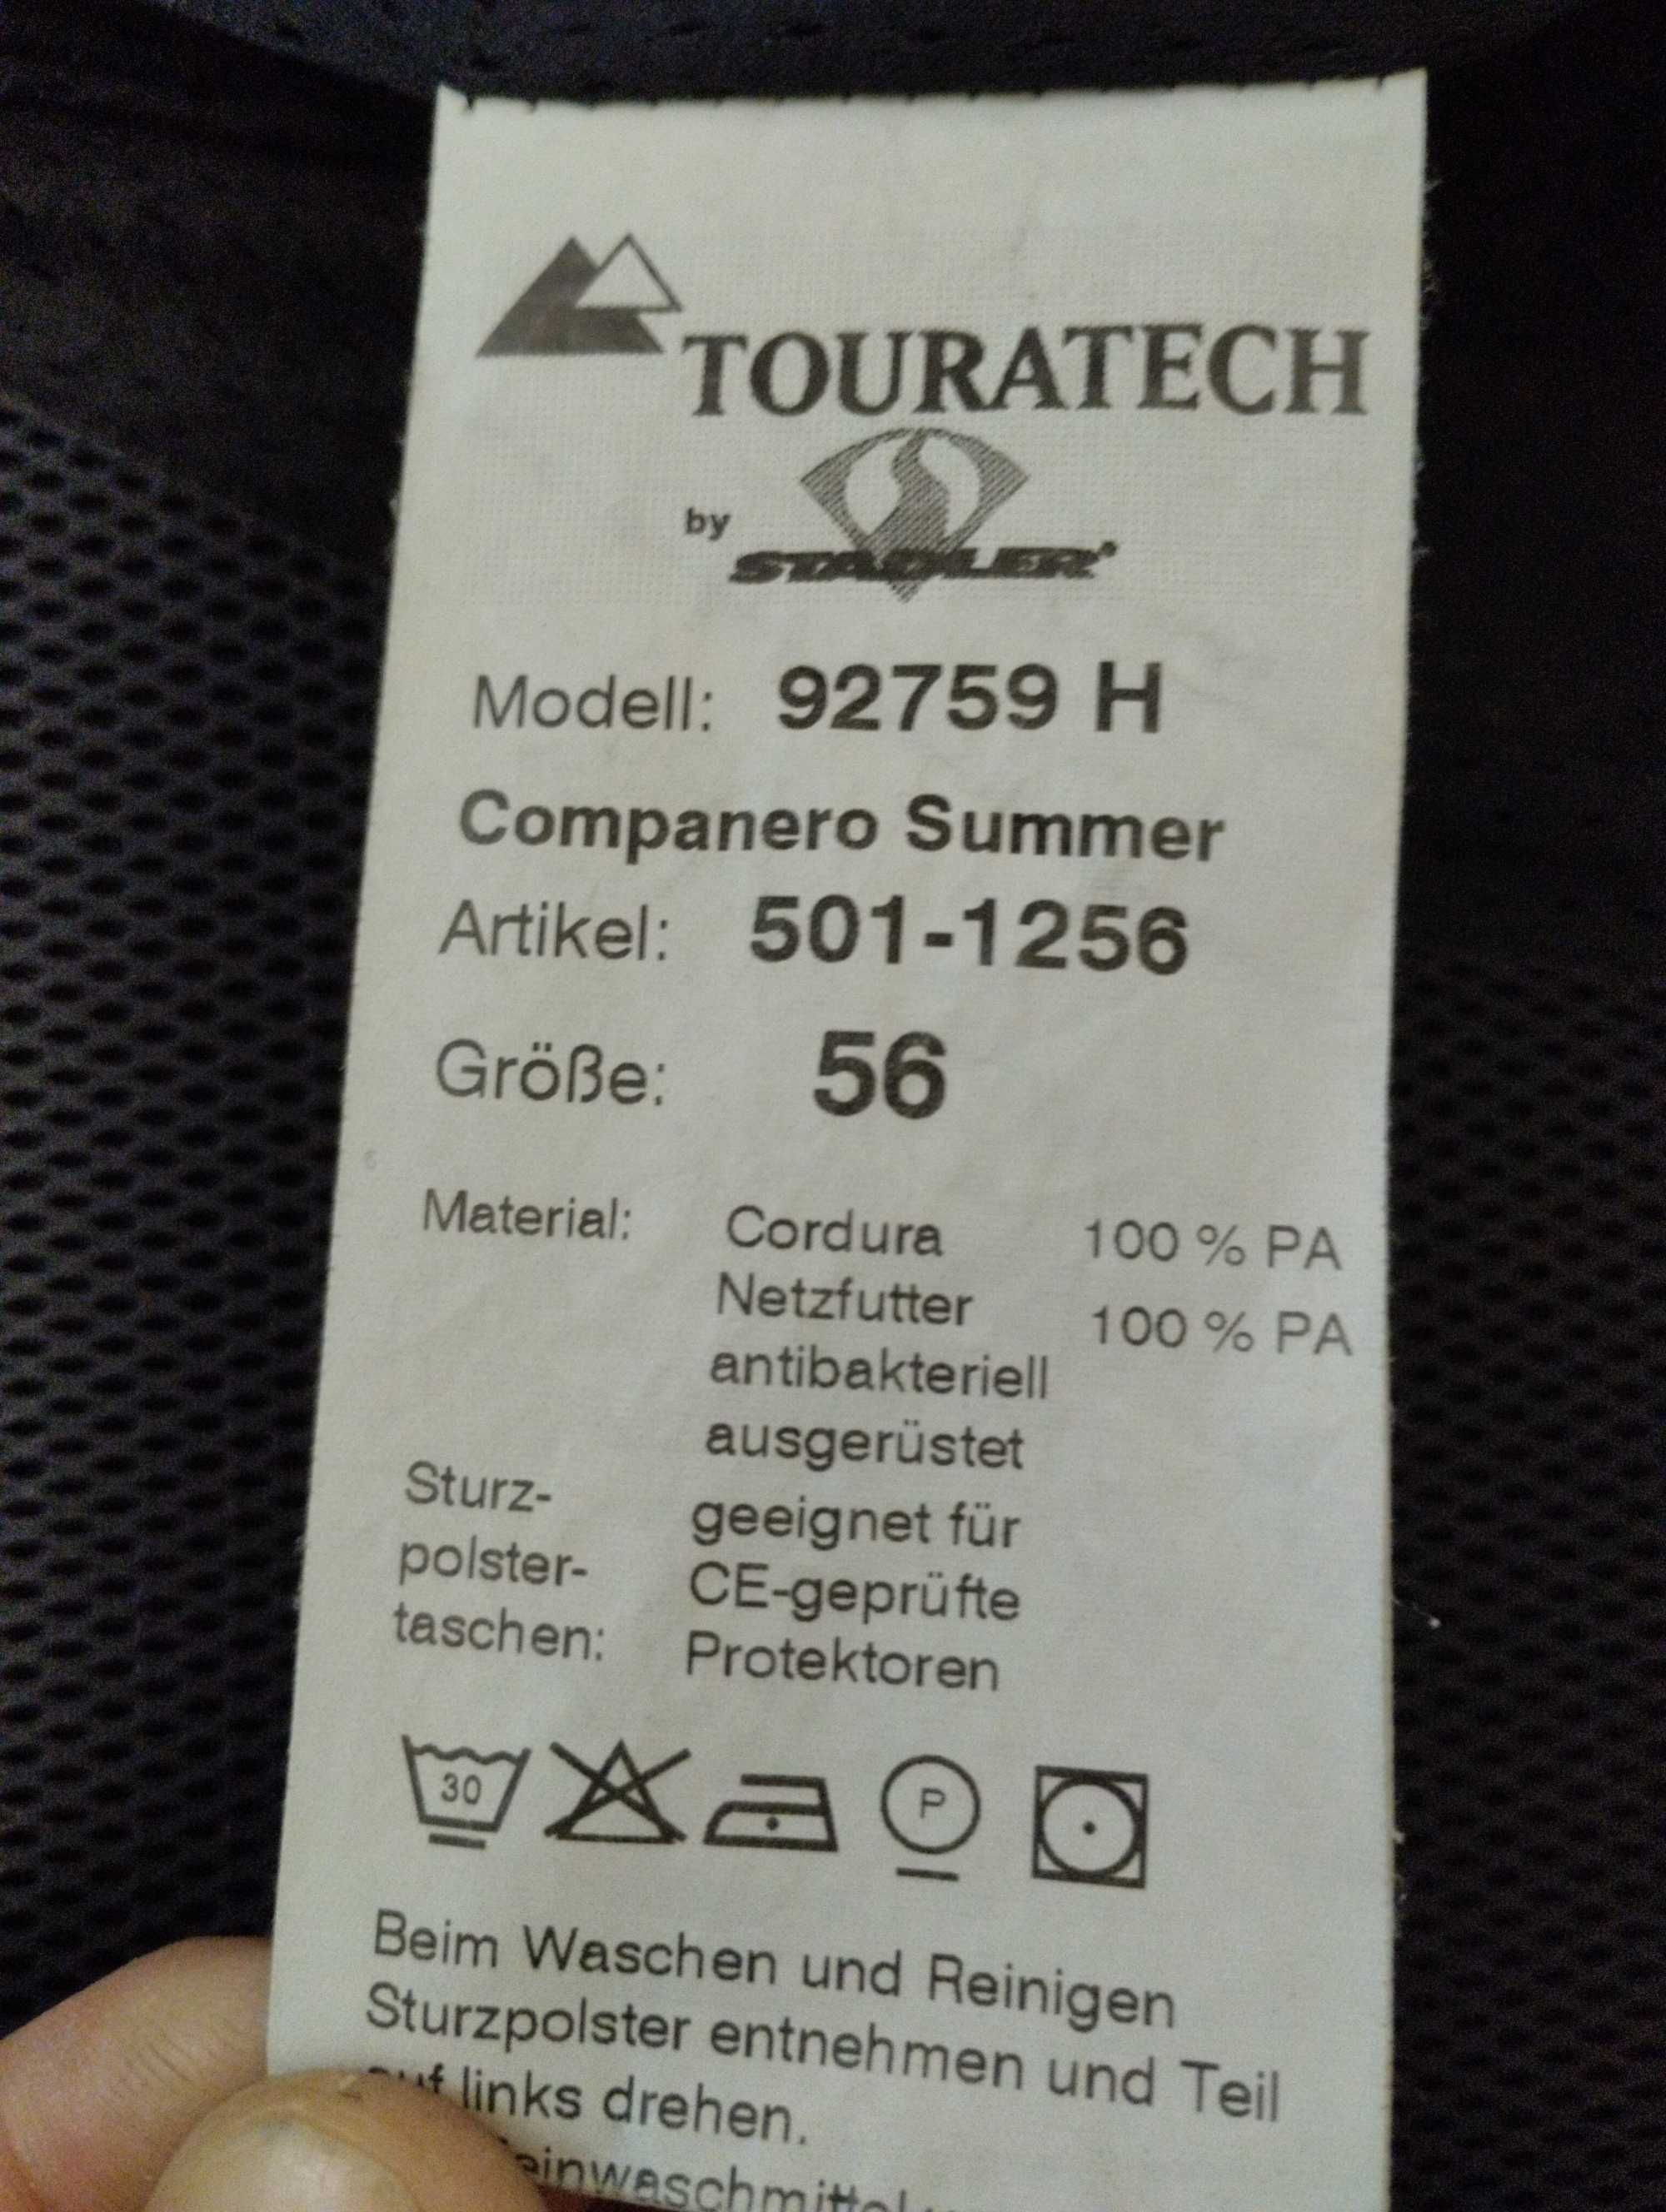 TOURATECH
by STADLER
Modell: 92759 H
Companero Summer
Artikel: 501-1256
Größe: 56
Material: Cordura 100 % PA
Netzfutter 100 % PA
antibakteriell
ausgerüstet
Sturz- geeignet für
polster- CE-geprüfte
taschen: Protektoren
30 P
Beim Waschen und Reinigen
Sturzpolster entnehmen und Teil
auf links drehen.